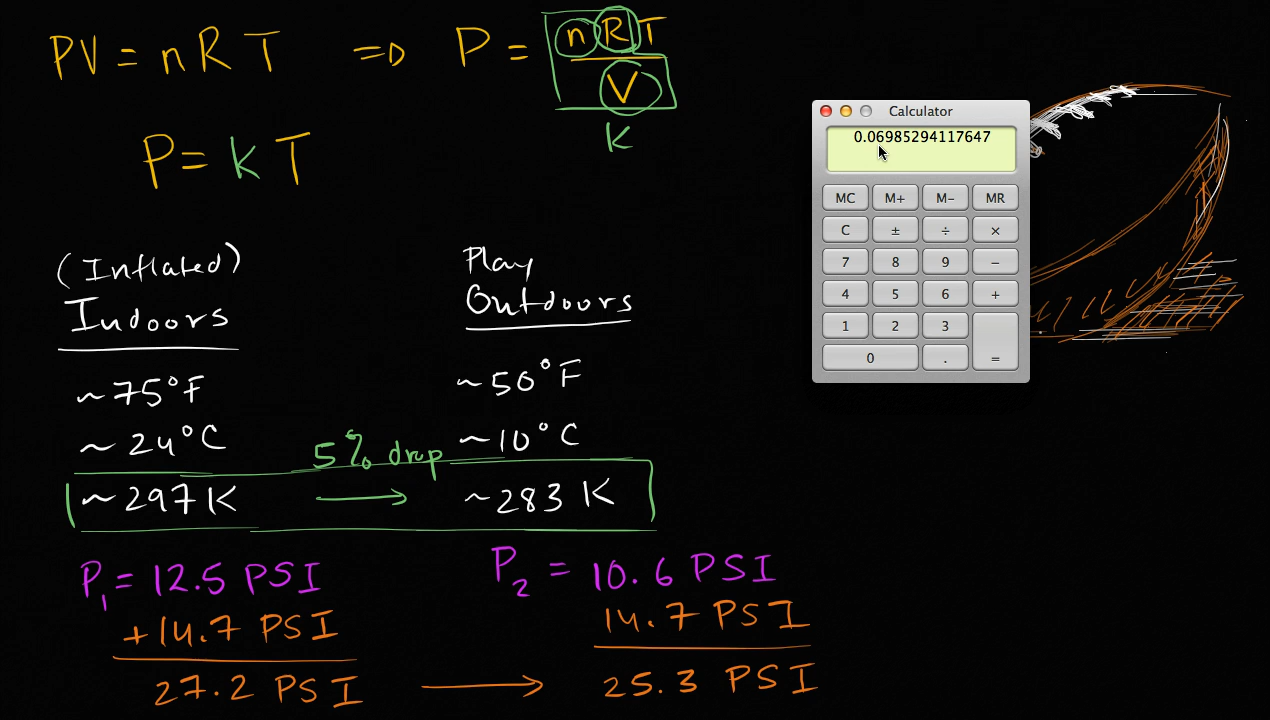 PV = nRT => P = nRT
V
K
P = KT
Calculator
0.06985294117647
MC M+ M- MR
C ± ÷ ×
7 8 9 −
4 5 6 +
1 2 3
0 . =
(Inflated)
Indoors
Play
Outdoors
~75°F
~50°F
~24°C
~10°C
5% drop
~297K
~283 K
P1 = 12.5 PSI
P2 = 10.6 PSI
+14.7 PSI
14.7 PSI
27.2 PSI
25.3 PSI